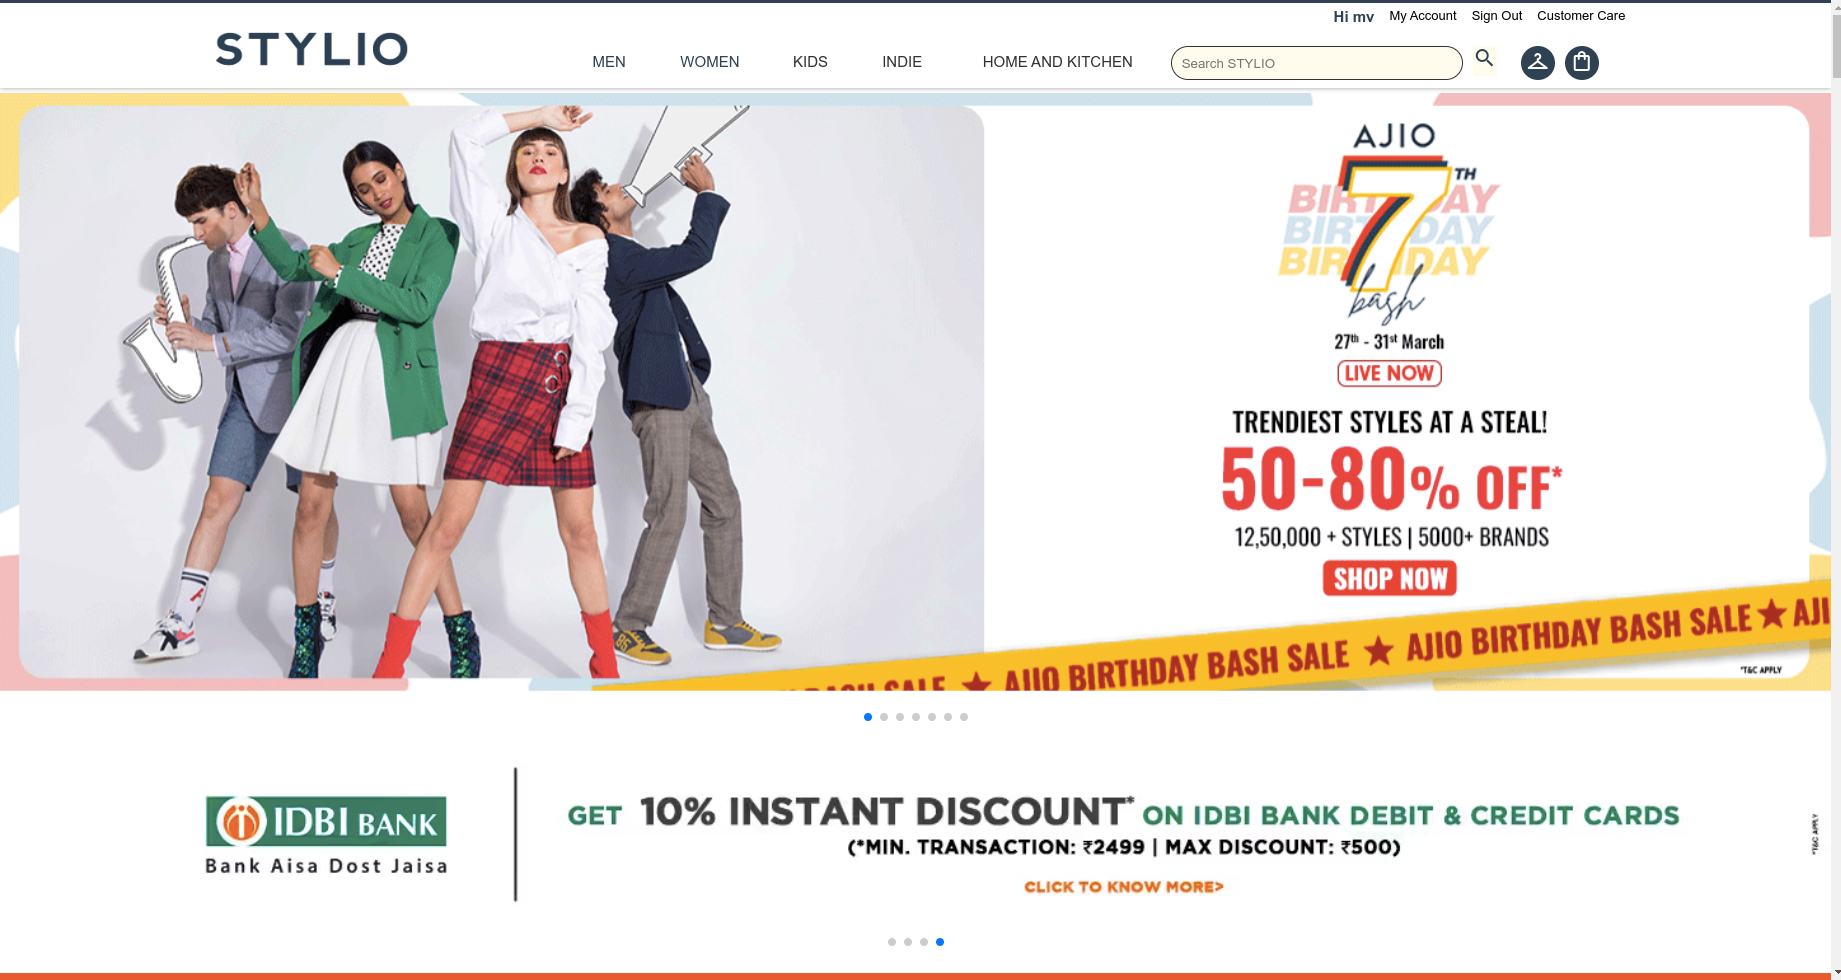 Hi mv My Account Sign Out Customer Care
STYLIO
MEN WOMEN KIDS INDIE HOME AND KITCHEN
Search STYLIO
AJIO
7TH
BIRTHDAY
BIRTHDAY
BIRTHDAY
bash
27th - 31st March
LIVE NOW
TRENDIEST STYLES AT A STEAL!
50-80% OFF*
12,50,000 + STYLES | 5000+ BRANDS
SHOP NOW
BASH SALE ★ AJIO BIRTHDAY BASH SALE ★ AJIO BIRTHDAY BASH SALE ★ AJI
*T&C APPLY
IDBI BANK
Bank Aisa Dost Jaisa
GET 10% INSTANT DISCOUNT* ON IDBI BANK DEBIT & CREDIT CARDS
(*MIN. TRANSACTION: ₹2499 | MAX DISCOUNT: ₹500)
CLICK TO KNOW MORE>
*T&C APPLY